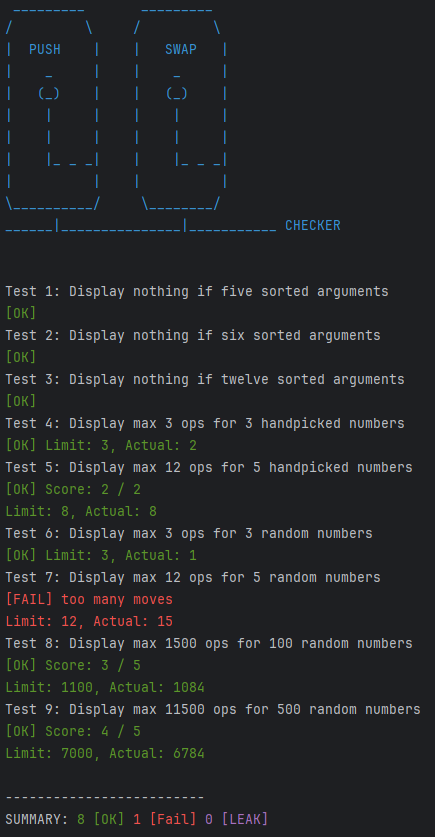 PUSH SWAP
CHECKER
Test 1: Display nothing if five sorted arguments
[OK]
Test 2: Display nothing if six sorted arguments
[OK]
Test 3: Display nothing if twelve sorted arguments
[OK]
Test 4: Display max 3 ops for 3 handpicked numbers
[OK] Limit: 3, Actual: 2
Test 5: Display max 12 ops for 5 handpicked numbers
[OK] Score: 2 / 2
Limit: 8, Actual: 8
Test 6: Display max 3 ops for 3 random numbers
[OK] Limit: 3, Actual: 1
Test 7: Display max 12 ops for 5 random numbers
[FAIL] too many moves
Limit: 12, Actual: 15
Test 8: Display max 1500 ops for 100 random numbers
[OK] Score: 3 / 5
Limit: 1100, Actual: 1084
Test 9: Display max 11500 ops for 500 random numbers
[OK] Score: 4 / 5
Limit: 7000, Actual: 6784
-------------------------
SUMMARY: 8 [OK] 1 [Fail] 0 [LEAK]